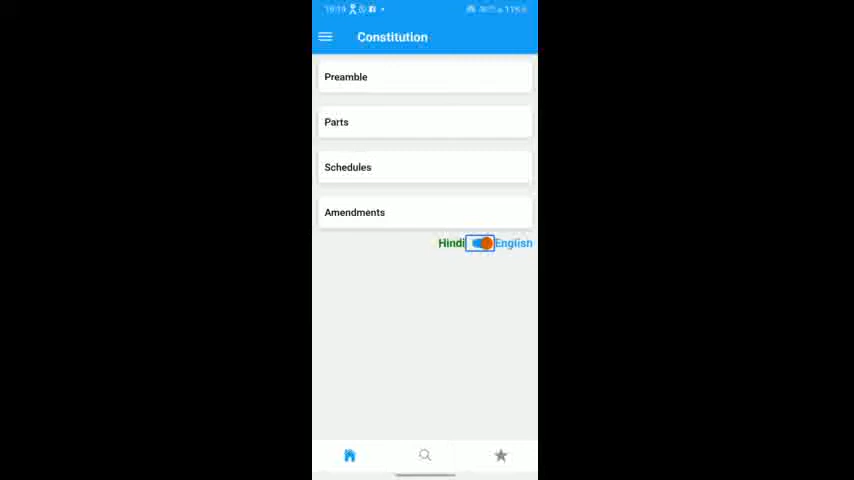 Constitution
Preamble
Parts
Schedules
Amendments
Hindi English